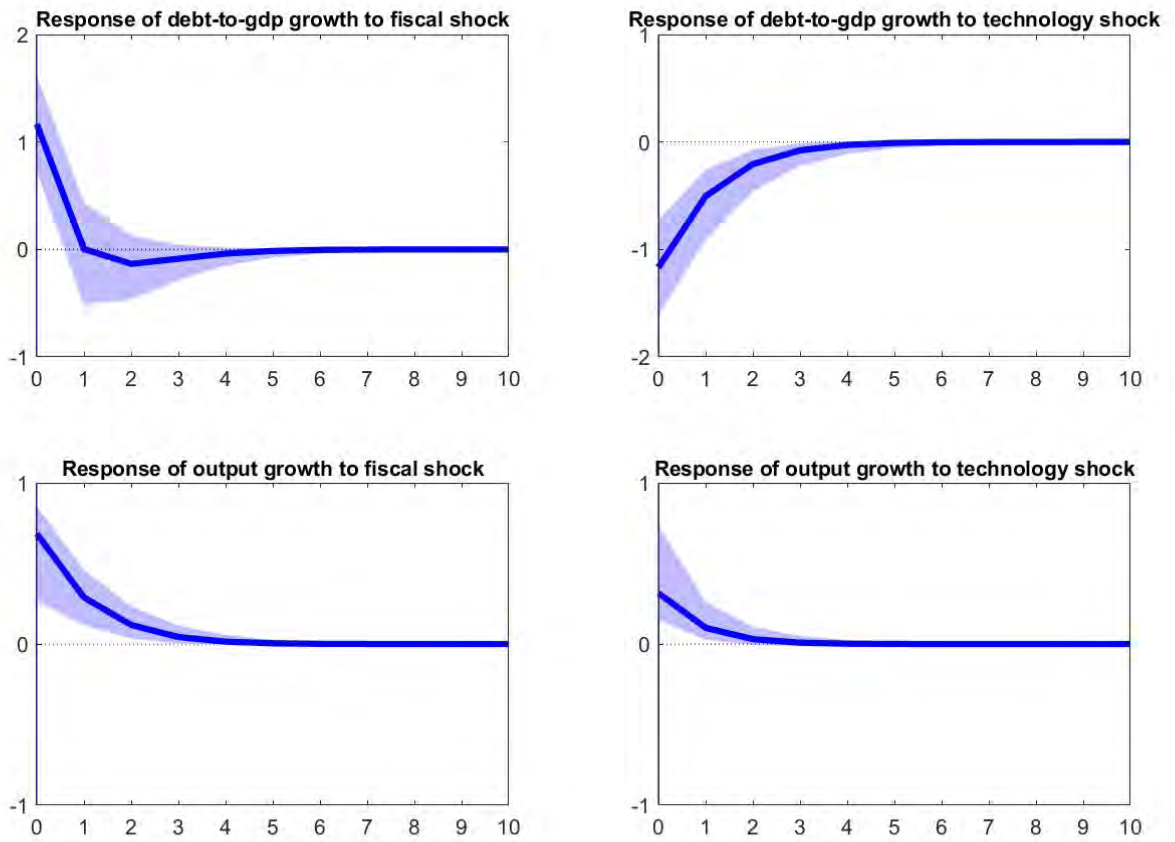 Response of debt-to-gdp growth to fiscal shock
2
1
0
-1
0 1 2 3 4 5 6 7 8 9 10
Response of debt-to-gdp growth to technology shock
1
0
-1
-2
0 1 2 3 4 5 6 7 8 9 10
Response of output growth to fiscal shock
1
0
-1
0 1 2 3 4 5 6 7 8 9 10
Response of output growth to technology shock
1
0
-1
0 1 2 3 4 5 6 7 8 9 10